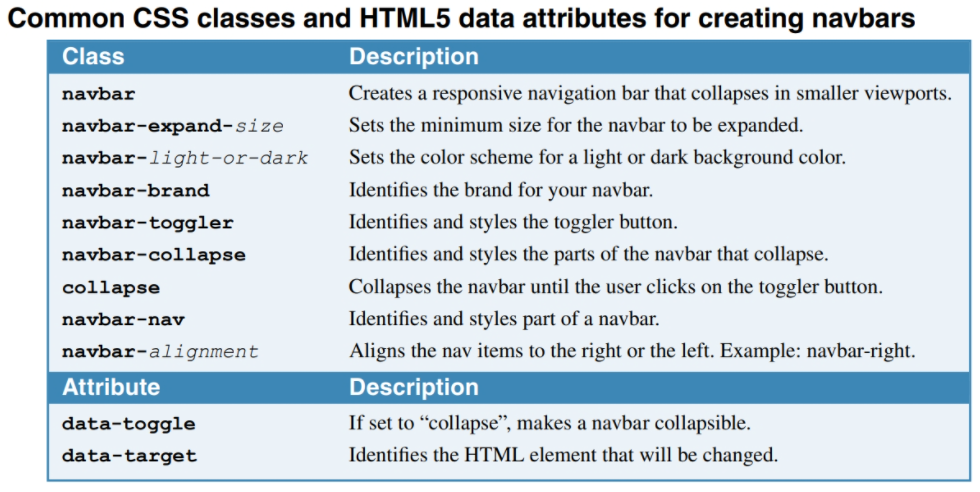 Common CSS classes and HTML5 data attributes for creating navbars
Class Description
navbar Creates a responsive navigation bar that collapses in smaller viewports.
navbar-expand-size Sets the minimum size for the navbar to be expanded.
navbar-light-or-dark Sets the color scheme for a light or dark background color.
navbar-brand Identifies the brand for your navbar.
navbar-toggler Identifies and styles the toggler button.
navbar-collapse Identifies and styles the parts of the navbar that collapse.
collapse Collapses the navbar until the user clicks on the toggler button.
navbar-nav Identifies and styles part of a navbar.
navbar-alignment Aligns the nav items to the right or the left. Example: navbar-right.
Attribute Description
data-toggle If set to “collapse”, makes a navbar collapsible.
data-target Identifies the HTML element that will be changed.